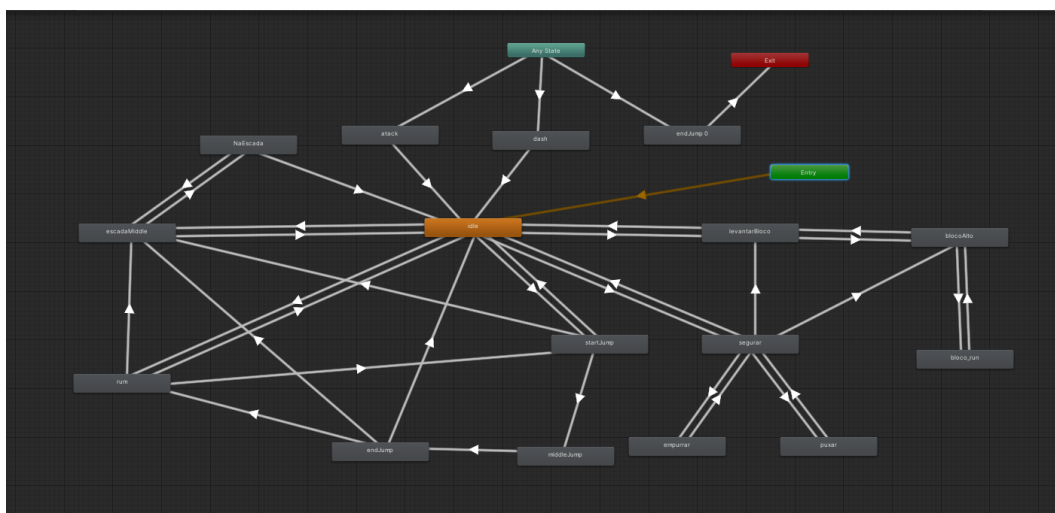 Any State
Exit
atack
dash
endJump 0
NaEscada
Entry
escadaMiddle
idle
levantarBloco
blocoAlto
startJump
segurar
bloco_run
rum
endJump
middleJump
empurrar
puxar